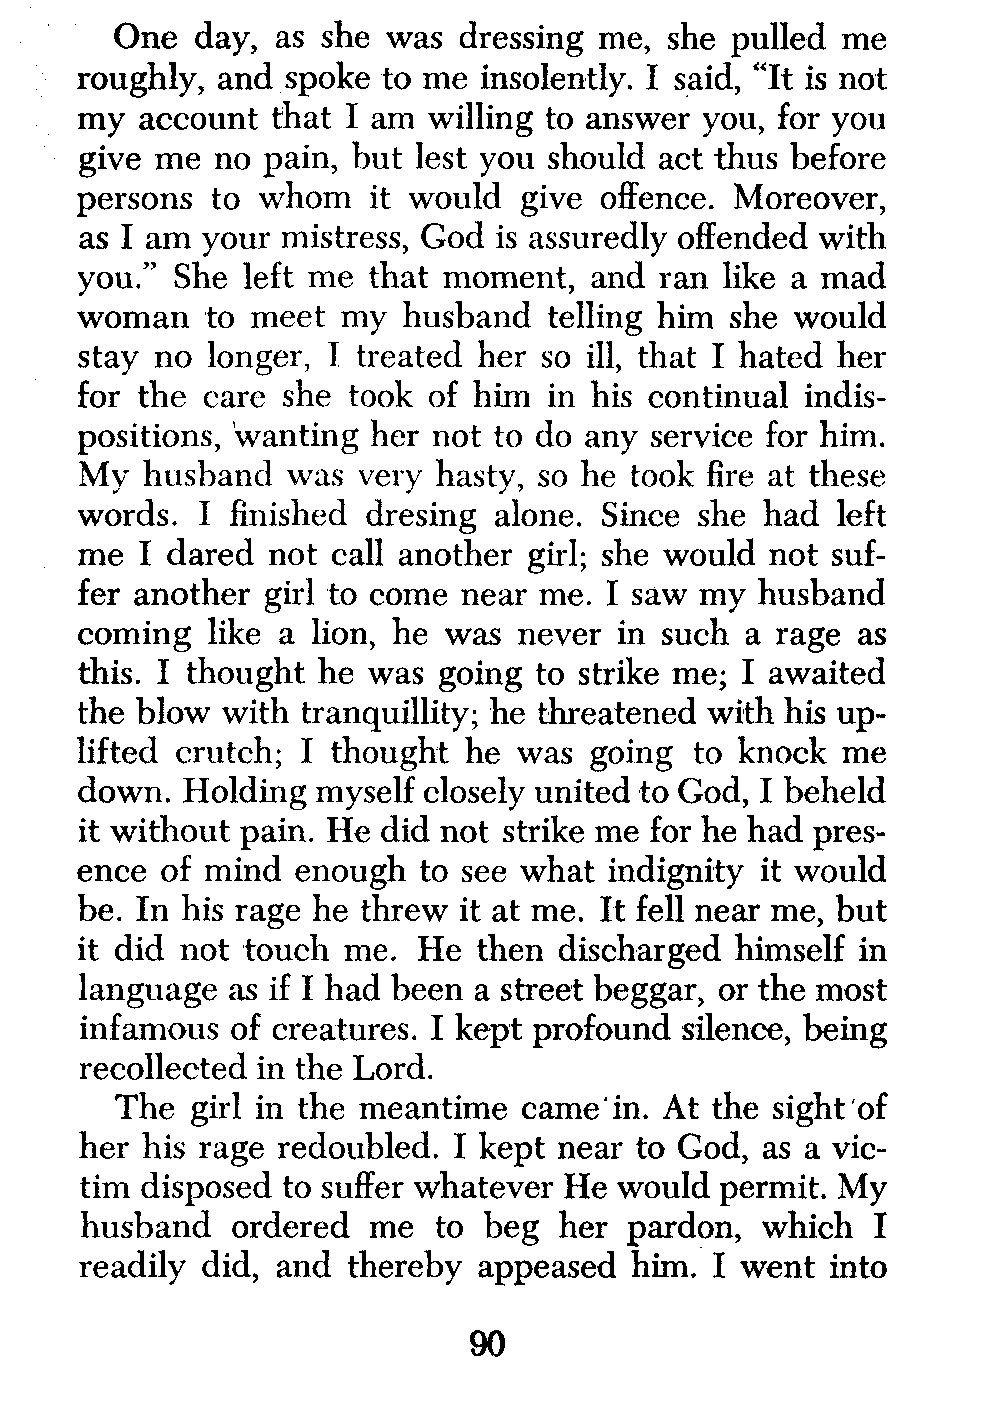 One day, as she was dressing me, she pulled me
roughly, and spoke to me insolently. I said, “It is not
my account that I am willing to answer you, for you
give me no pain, but lest you should act thus before
persons to whom it would give offence. Moreover,
as I am your mistress, God is assuredly offended with
you.” She left me that moment, and ran like a mad
woman to meet my husband telling him she would
stay no longer, I treated her so ill, that I hated her
for the care she took of him in his continual indis-
positions, wanting her not to do any service for him.
My husband was very hasty, so he took fire at these
words. I finished dresing alone. Since she had left
me I dared not call another girl; she would not suf-
fer another girl to come near me. I saw my husband
coming like a lion, he was never in such a rage as
this. I thought he was going to strike me; I awaited
the blow with tranquillity; he threatened with his up-
lifted crutch; I thought he was going to knock me
down. Holding myself closely united to God, I beheld
it without pain. He did not strike me for he had pres-
ence of mind enough to see what indignity it would
be. In his rage he threw it at me. It fell near me, but
it did not touch me. He then discharged himself in
language as if I had been a street beggar, or the most
infamous of creatures. I kept profound silence, being
recollected in the Lord.
The girl in the meantime came in. At the sight of
her his rage redoubled. I kept near to God, as a vic-
tim disposed to suffer whatever He would permit. My
husband ordered me to beg her pardon, which I
readily did, and thereby appeased him. I went into
90